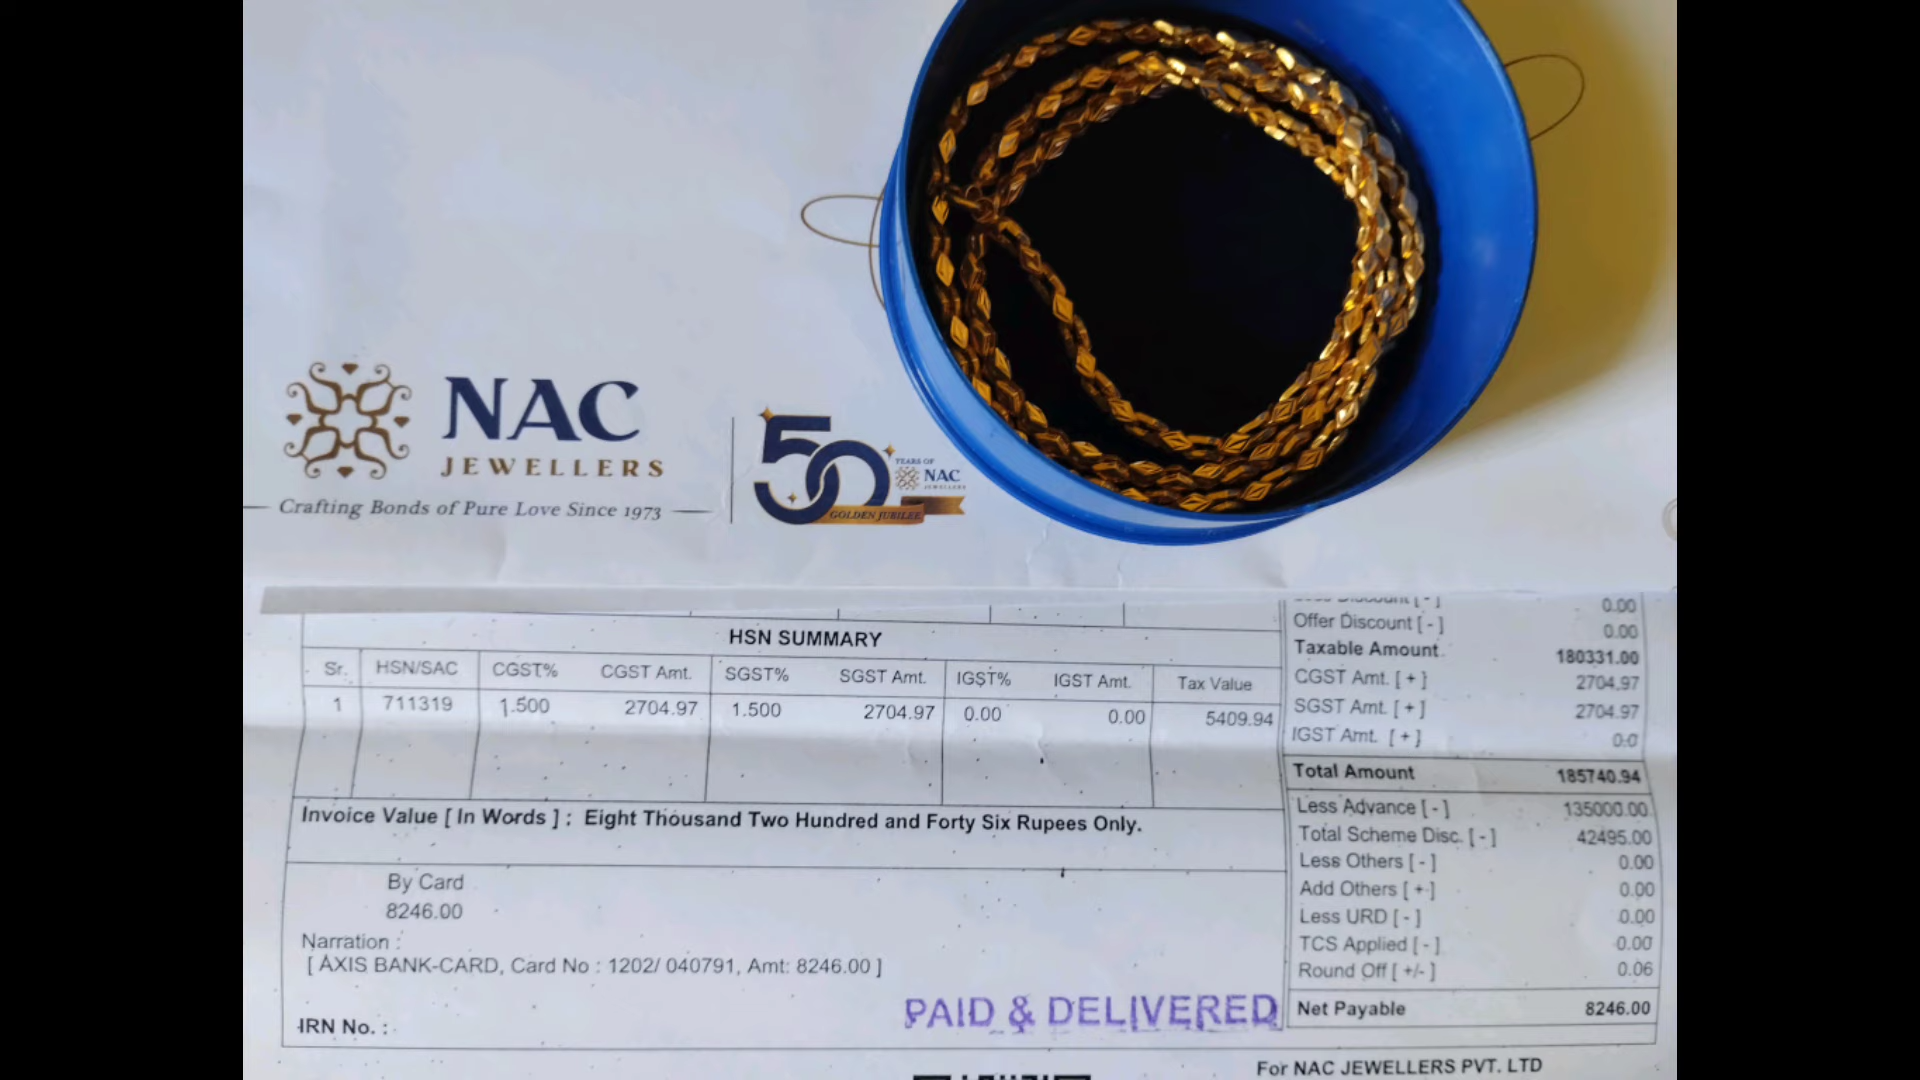 NAC
JEWELLERS
Crafting Bonds of Pure Love Since 1973
50
YEARS OF
NAC
JEWELLERS
GOLDEN JUBILEE
HSN SUMMARY
Sr. HSN/SAC CGST% CGST Amt. SGST% SGST Amt. IGST% IGST Amt. Tax Value
1 711319 1.500 2704.97 1.500 2704.97 0.00 0.00 5409.94
Invoice Value [ In Words ] : Eight Thousand Two Hundred and Forty Six Rupees Only.
By Card
8246.00
Narration :
[ AXIS BANK-CARD, Card No : 1202/ 040791, Amt: 8246.00 ]
PAID & DELIVERED
IRN No. :
Discount [ - ] 0.00
Offer Discount [ - ] 0.00
Taxable Amount 180331.00
CGST Amt. [ + ] 2704.97
SGST Amt. [ + ] 2704.97
IGST Amt. [ + ] 0.0
Total Amount 185740.94
Less Advance [ - ] 135000.00
Total Scheme Disc. [ - ] 42495.00
Less Others [ - ] 0.00
Add Others [ + ] 0.00
Less URD [ - ] 0.00
TCS Applied [ - ] 0.00
Round Off [ +/- ] 0.06
Net Payable 8246.00
For NAC JEWELLERS PVT. LTD